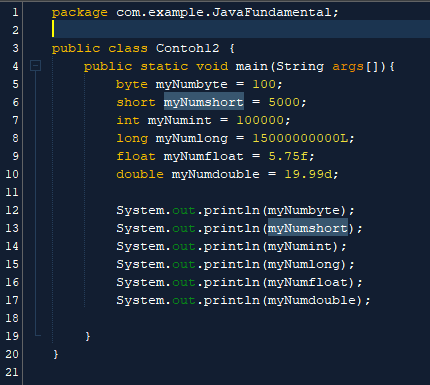 1 package com.example.JavaFundamental;
2
3 public class Contoh12 {
4 public static void main(String args[]){
5 byte myNumbyte = 100;
6 short myNumshort = 5000;
7 int myNumint = 100000;
8 long myNumlong = 15000000000L;
9 float myNumfloat = 5.75f;
10 double myNumdouble = 19.99d;
11
12 System.out.println(myNumbyte);
13 System.out.println(myNumshort);
14 System.out.println(myNumint);
15 System.out.println(myNumlong);
16 System.out.println(myNumfloat);
17 System.out.println(myNumdouble);
18
19 }
20 }
21